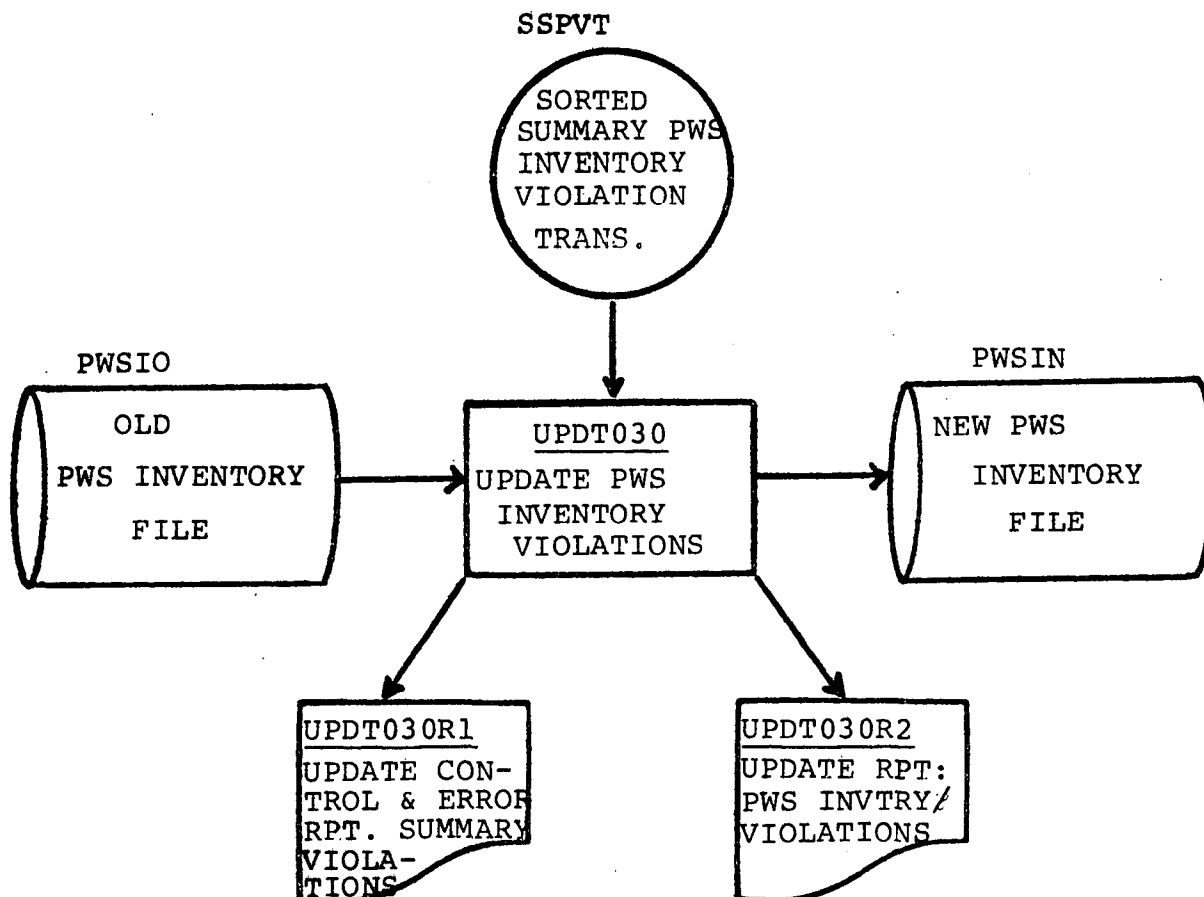 SSPVT
SORTED
SUMMARY PWS
INVENTORY
VIOLATION
TRANS.
PWSIO
OLD
PWS INVENTORY
FILE
UPDT030
UPDATE PWS
INVENTORY
VIOLATIONS
PWSIN
NEW PWS
INVENTORY
FILE
UPDT030R1
UPDATE CON-
TROL & ERROR
RPT. SUMMARY
VIOLA-
TIONS
UPDT030R2
UPDATE RPT:
PWS INVTRY/
VIOLATIONS